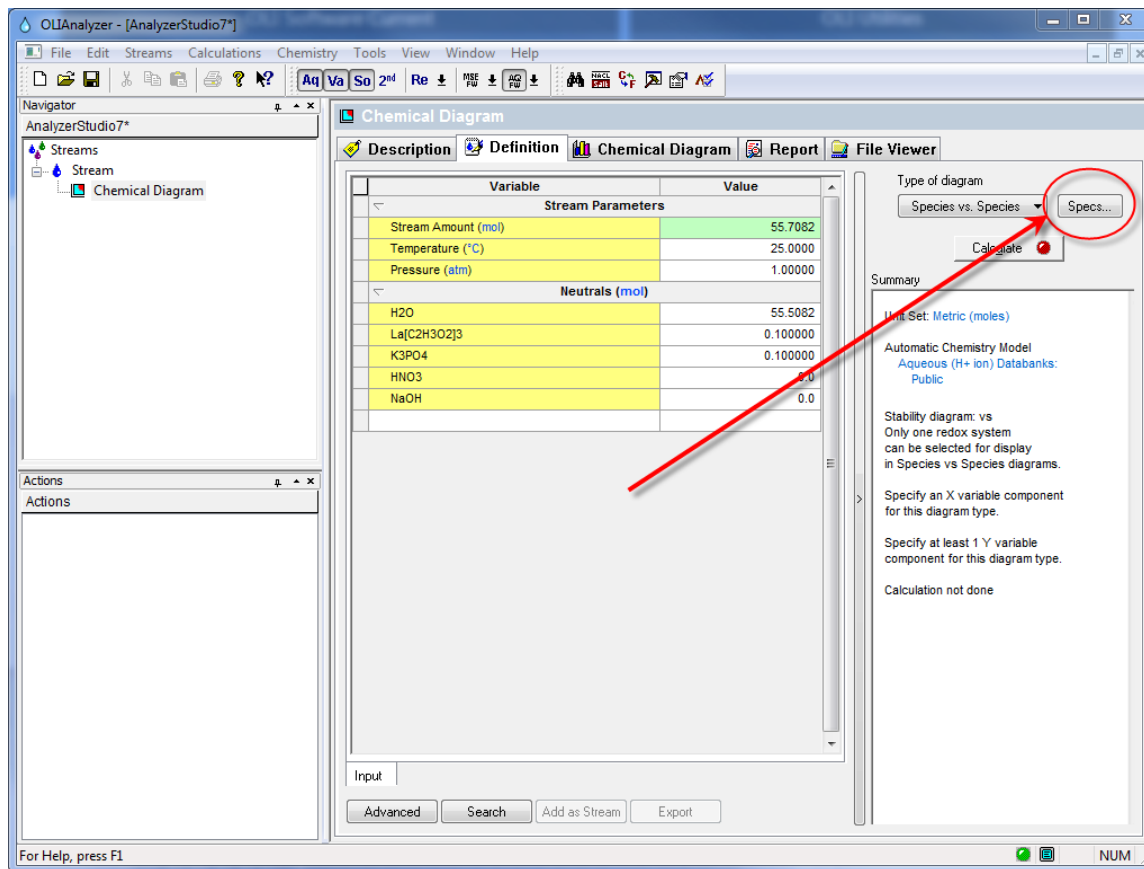 OLIAnalyzer - [AnalyzerStudio7*]
File Edit Streams Calculations Chemistry Tools View Window Help
Aq Va So 2nd Re MSE FW AQ FW
Navigator
AnalyzerStudio7*
Streams
Stream
Chemical Diagram
Actions
Actions
Chemical Diagram
Description Definition Chemical Diagram Report File Viewer
Variable Value
Stream Parameters
Stream Amount (mol) 55.7082
Temperature (°C) 25.0000
Pressure (atm) 1.00000
Neutrals (mol)
H2O 55.5082
La[C2H3O2]3 0.100000
K3PO4 0.100000
HNO3 0.0
NaOH 0.0
Input
Advanced Search Add as Stream Export
Type of diagram
Species vs. Species Specs...
Calculate
Summary
Unit Set: Metric (moles)
Automatic Chemistry Model
Aqueous (H+ ion) Databanks:
Public
Stability diagram: vs
Only one redox system
can be selected for display
in Species vs Species diagrams.
Specify an X variable component
for this diagram type.
Specify at least 1 Y variable
component for this diagram type.
Calculation not done
For Help, press F1
NUM